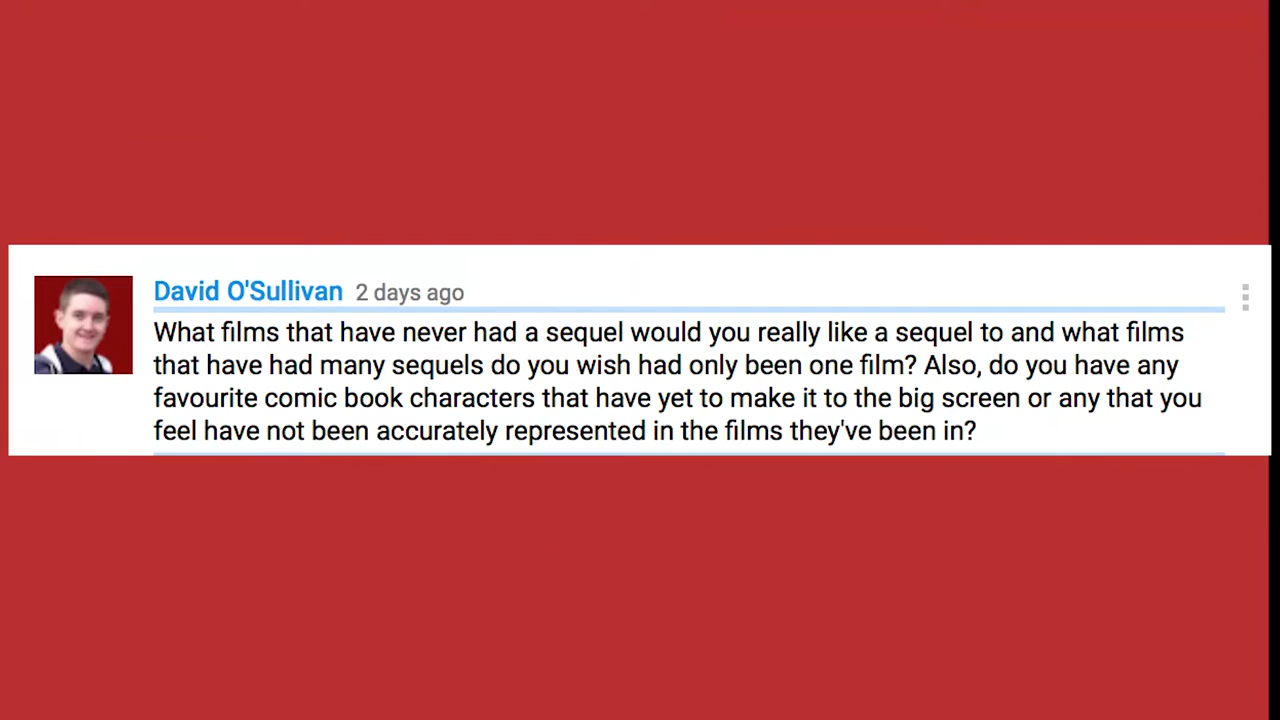 David O'Sullivan 2 days ago
What films that have never had a sequel would you really like a sequel to and what films
that have had many sequels do you wish had only been one film? Also, do you have any
favourite comic book characters that have yet to make it to the big screen or any that you
feel have not been accurately represented in the films they've been in?